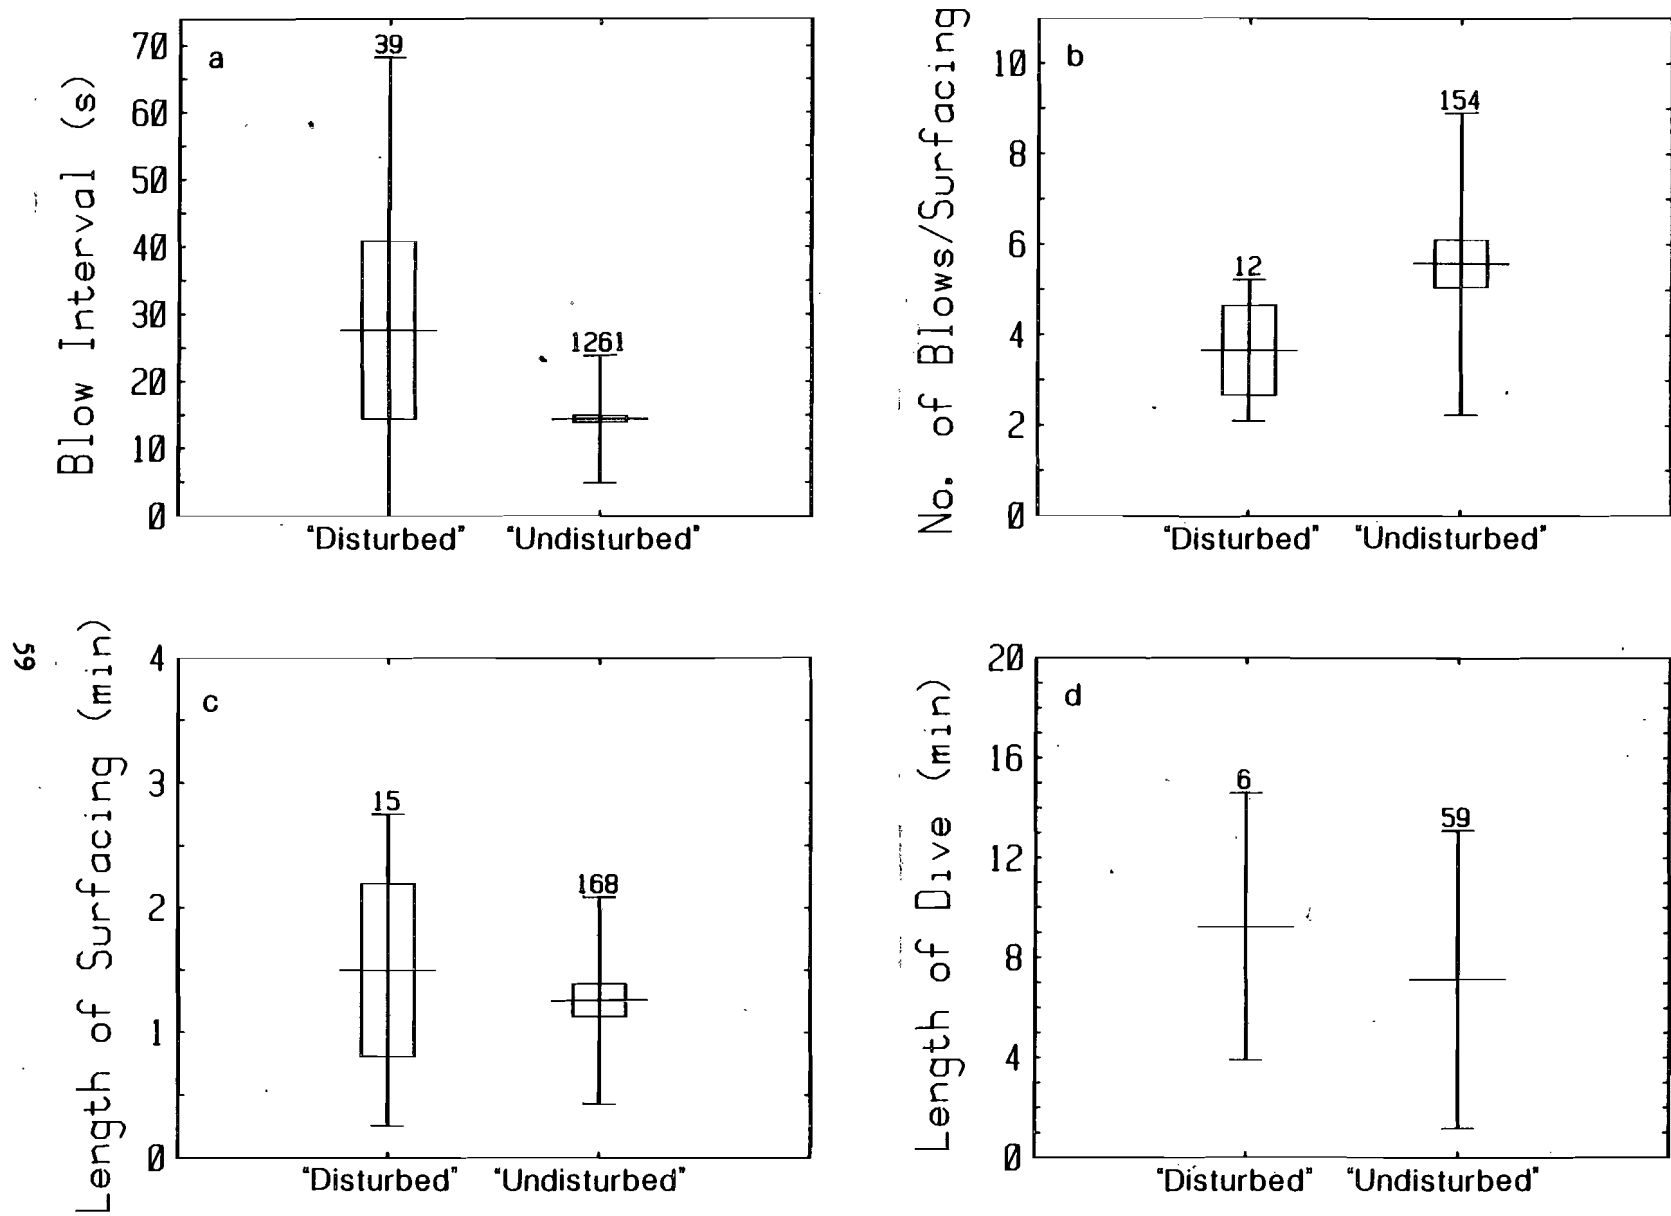 a
Blow Interval (s)
70
60
50
40
30
20
10
0
39
1261
"Disturbed" "Undisturbed"
b
No. of Blows/Surfacing
10
8
6
4
2
0
12
154
"Disturbed" "Undisturbed"
59
c
Length of Surfacing (min)
4
3
2
1
0
15
168
"Disturbed" "Undisturbed"
d
Length of Dive (min)
20
16
12
8
4
0
6
59
"Disturbed" "Undisturbed"